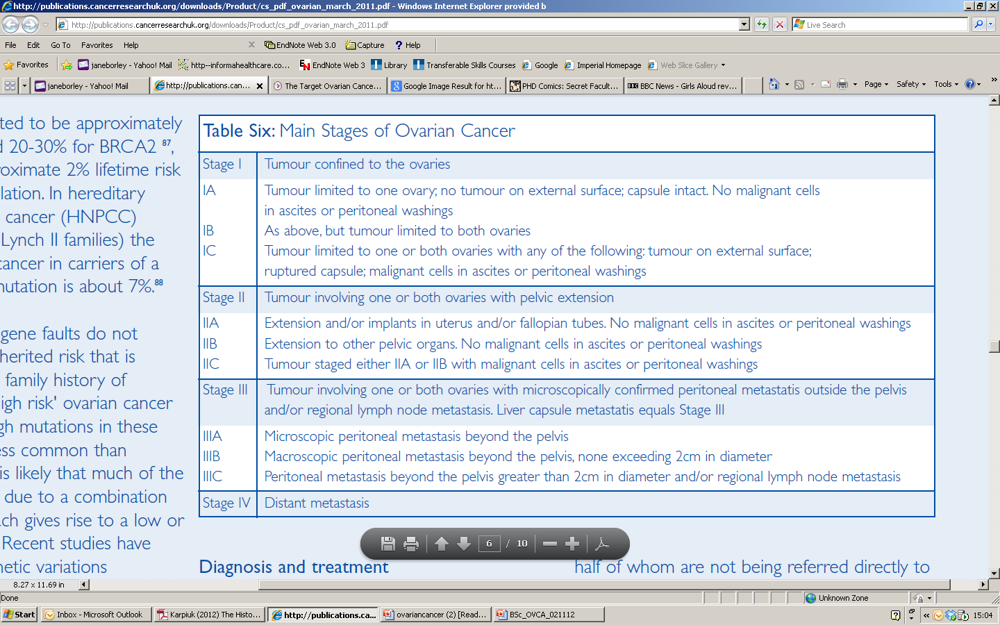 http://publications.cancerresearchuk.org/downloads/Product/cs_pdf_ovarian_march_2011.pdf - Windows Internet Explorer provided b
http://publications.cancerresearchuk.org/downloads/Product/cs_pdf_ovarian_march_2011.pdf
Live Search
File Edit Go To Favorites Help
EndNote Web 3.0 Capture Help
Favorites janeborley - Yahoo! Mail http--informahealthcare.co... EndNote Web 3 Library Transferable Skills Courses Google Imperial Homepage Web Slice Gallery
janeborley - Yahoo! Mail http://publications.can... The Target Ovarian Cance... Google Image Result for ht... PHD Comics: Secret Facult... BBC News - Girls Aloud rev... Page Safety Tools
ted to be approximately
d 20-30% for BRCA2 87,
roximate 2% lifetime risk
lation. In hereditary
cancer (HNPCC)
Lynch II families) the
cancer in carriers of a
nutation is about 7%.88
gene faults do not
herited risk that is
family history of
igh risk' ovarian cancer
gh mutations in these
ess common than
is likely that much of the
due to a combination
ach gives rise to a low or
Recent studies have
netic variations
Table Six: Main Stages of Ovarian Cancer
Stage I Tumour confined to the ovaries
IA Tumour limited to one ovary; no tumour on external surface; capsule intact. No malignant cells
in ascites or peritoneal washings
IB As above, but tumour limited to both ovaries
IC Tumour limited to one or both ovaries with any of the following: tumour on external surface;
ruptured capsule; malignant cells in ascites or peritoneal washings
Stage II Tumour involving one or both ovaries with pelvic extension
IIA Extension and/or implants in uterus and/or fallopian tubes. No malignant cells in ascites or peritoneal washings
IIB Extension to other pelvic organs. No malignant cells in ascites or peritoneal washings
IIC Tumour staged either IIA or IIB with malignant cells in ascites or peritoneal washings
Stage III Tumour involving one or both ovaries with microscopically confirmed peritoneal metastatis outside the pelvis
and/or regional lymph node metastasis. Liver capsule metastatis equals Stage III
IIIA Microscopic peritoneal metastasis beyond the pelvis
IIIB Macroscopic peritoneal metastasis beyond the pelvis, none exceeding 2cm in diameter
IIIC Peritoneal metastasis beyond the pelvis greater than 2cm in diameter and/or regional lymph node metastasis
Stage IV Distant metastasis
6 / 10
Diagnosis and treatment
half of whom are not being referred directly to
8.27 x 11.69 in
Done
Unknown Zone
Start Inbox - Microsoft Outlook Karpiuk (2012) The Histo... http://publications.ca... ovariancancer (2) [Read... BSc_OVCA_021112 15:04